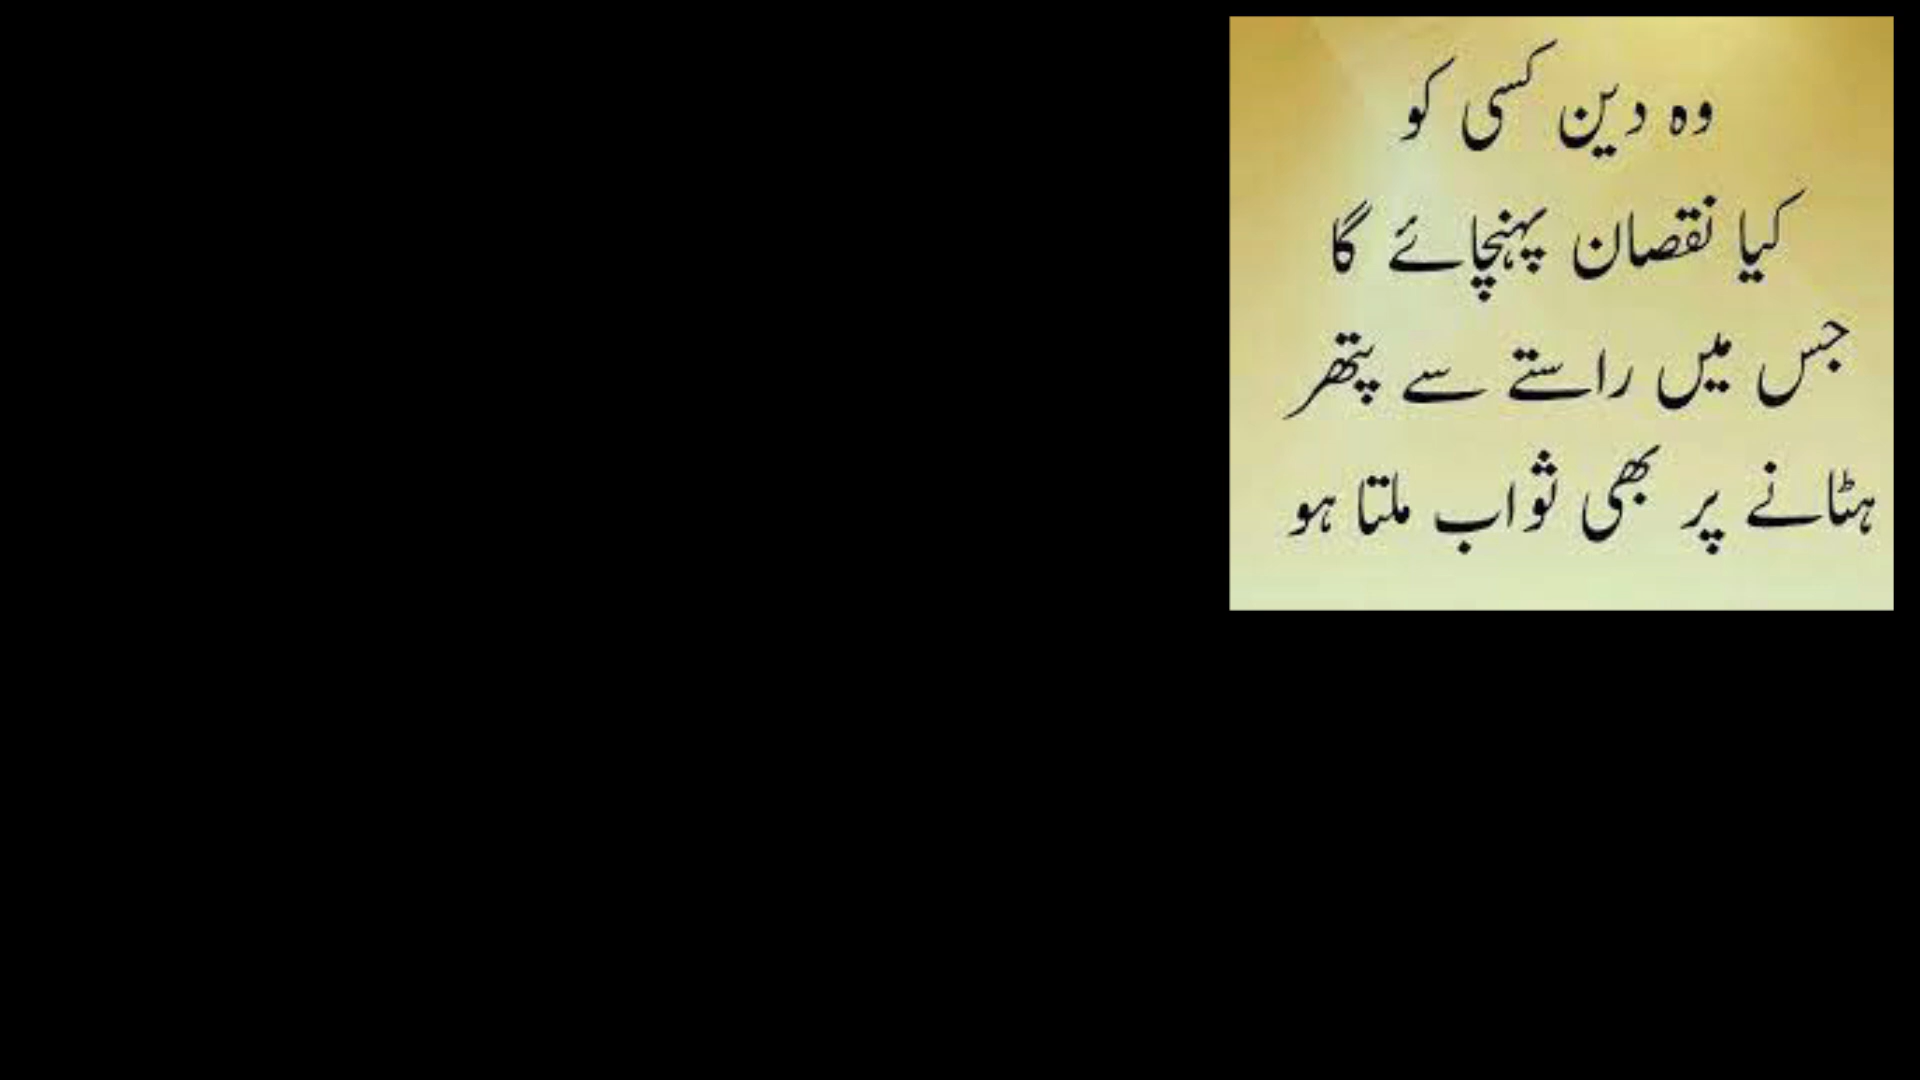 وہ دین کسی کو
کیا نقصان پہنچائے گا
جس میں راستے سے پتھر
ہٹانے پر بھی ثواب ملتا ہو